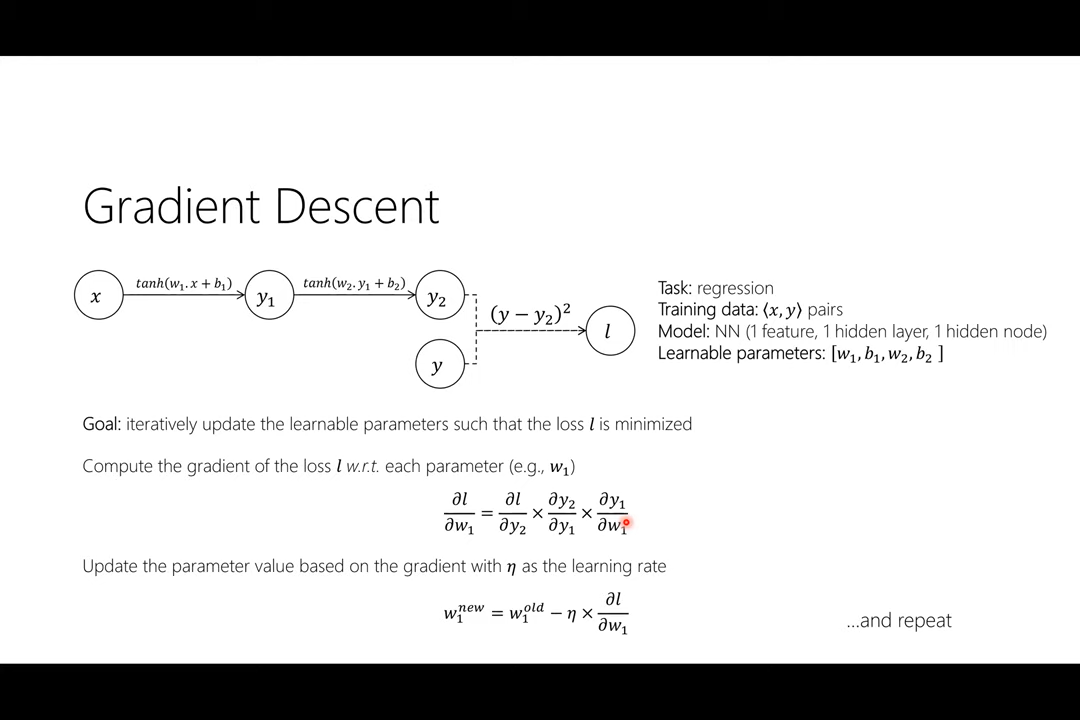 Gradient Descent
x
tanh(w₁.x + b₁)
y₁
tanh(w₂.y₁ + b₂)
y₂
y
(y − y₂)²
l
Task: regression
Training data: ⟨x, y⟩ pairs
Model: NN (1 feature, 1 hidden layer, 1 hidden node)
Learnable parameters: [w₁, b₁, w₂, b₂ ]
Goal: iteratively update the learnable parameters such that the loss l is minimized
Compute the gradient of the loss l w.r.t. each parameter (e.g., w₁)
∂l/∂w₁ = ∂l/∂y₂ × ∂y₂/∂y₁ × ∂y₁/∂w₁
Update the parameter value based on the gradient with η as the learning rate
w₁ⁿᵉʷ = w₁ᵒˡᵈ − η × ∂l/∂w₁
...and repeat